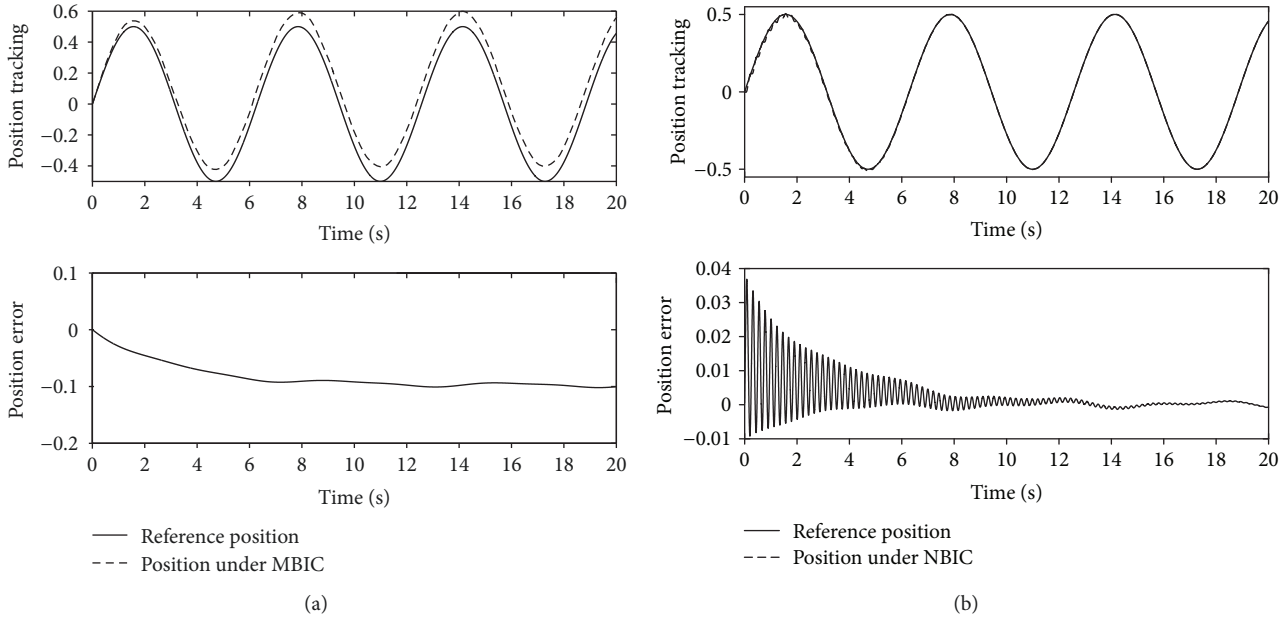 Position tracking
0.6
0.4
0.2
0
−0.2
−0.4
0 2 4 6 8 10 12 14 16 18 20
Time (s)
Position error
0.1
0
−0.1
−0.2
0 2 4 6 8 10 12 14 16 18 20
Time (s)
Reference position
Position under MBIC
(a)
Position tracking
0.5
0
−0.5
0 2 4 6 8 10 12 14 16 18 20
Time (s)
Position error
0.04
0.03
0.02
0.01
0
−0.01
0 2 4 6 8 10 12 14 16 18 20
Time (s)
Reference position
Position under NBIC
(b)